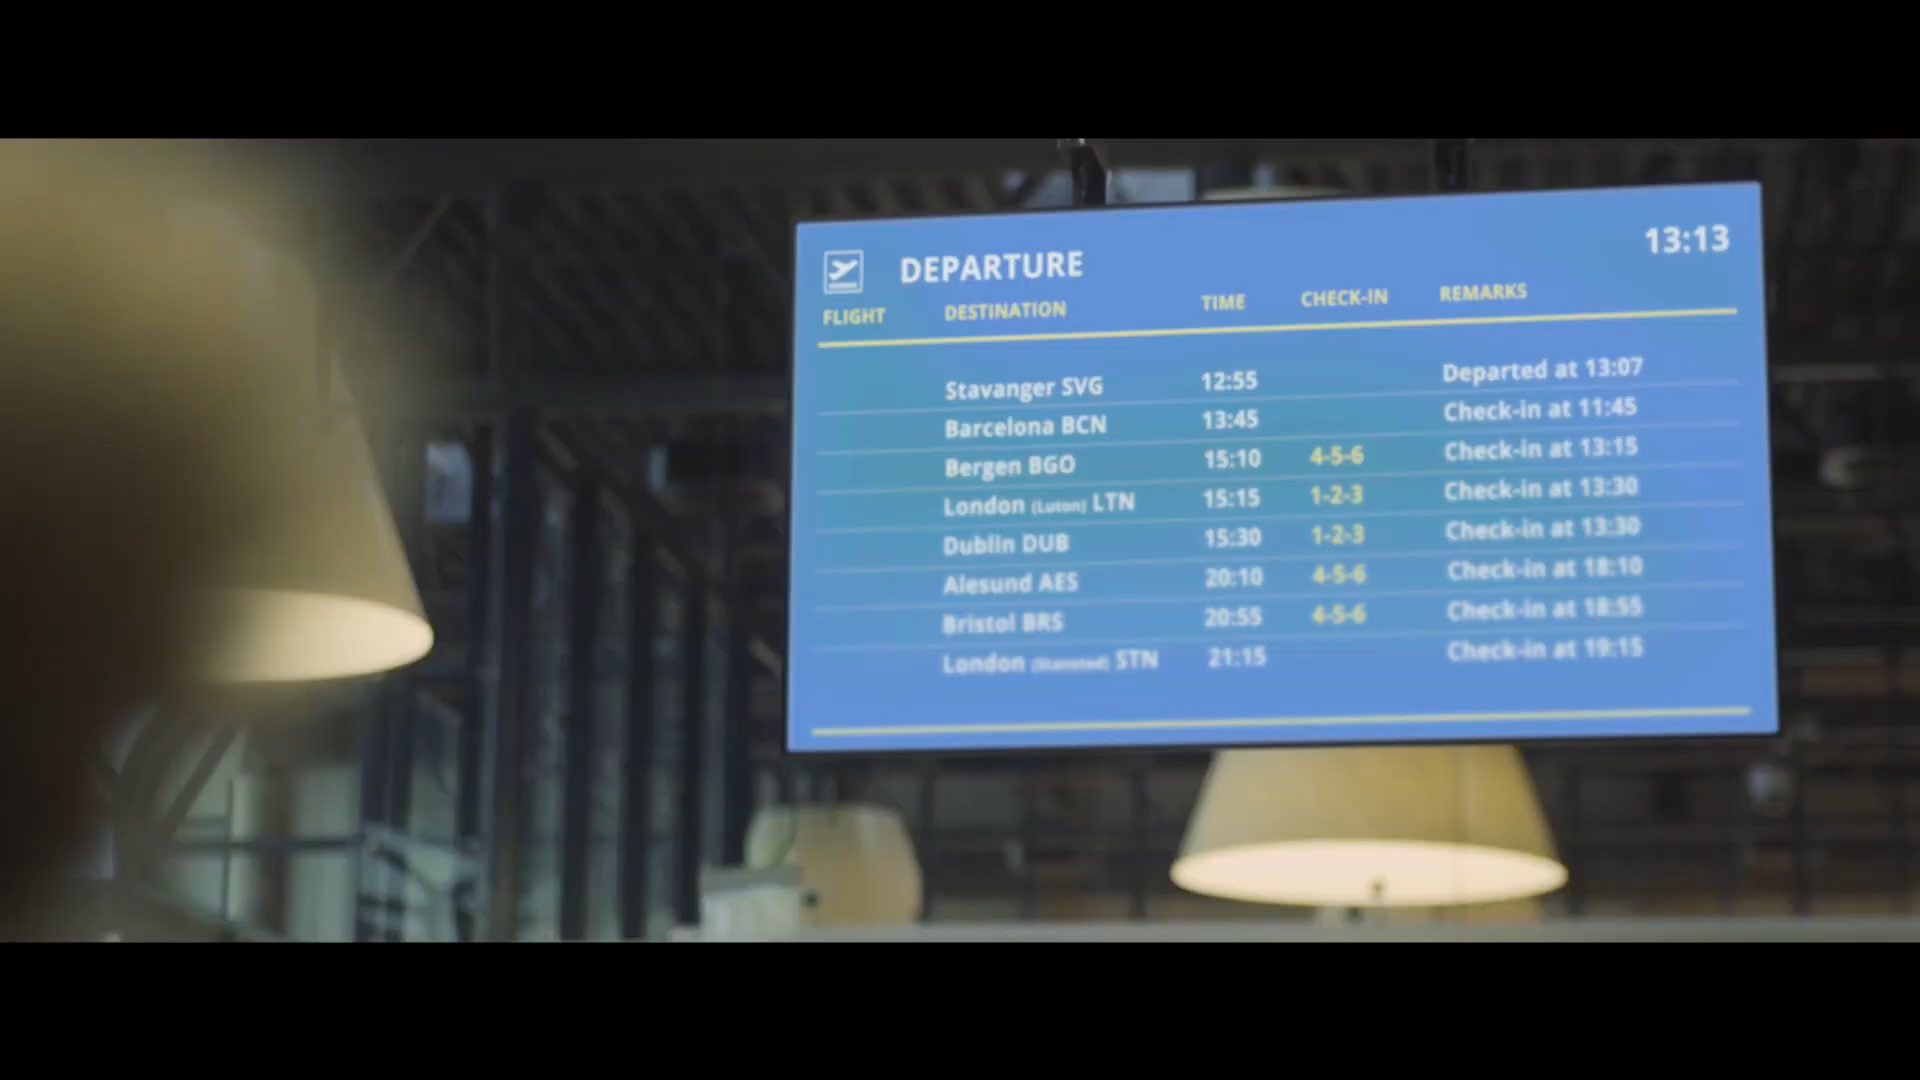 DEPARTURE 13:13
FLIGHT DESTINATION TIME CHECK-IN REMARKS
Stavanger SVG 12:55 Departed at 13:07
Barcelona BCN 13:45 Check-in at 11:45
Bergen BGO 15:10 4-5-6 Check-in at 13:15
London (Luton) LTN 15:15 1-2-3 Check-in at 13:30
Dublin DUB 15:30 1-2-3 Check-in at 13:30
Alesund AES 20:10 4-5-6 Check-in at 18:10
Bristol BRS 20:55 4-5-6 Check-in at 18:55
London (Stansted) STN 21:15 Check-in at 19:15